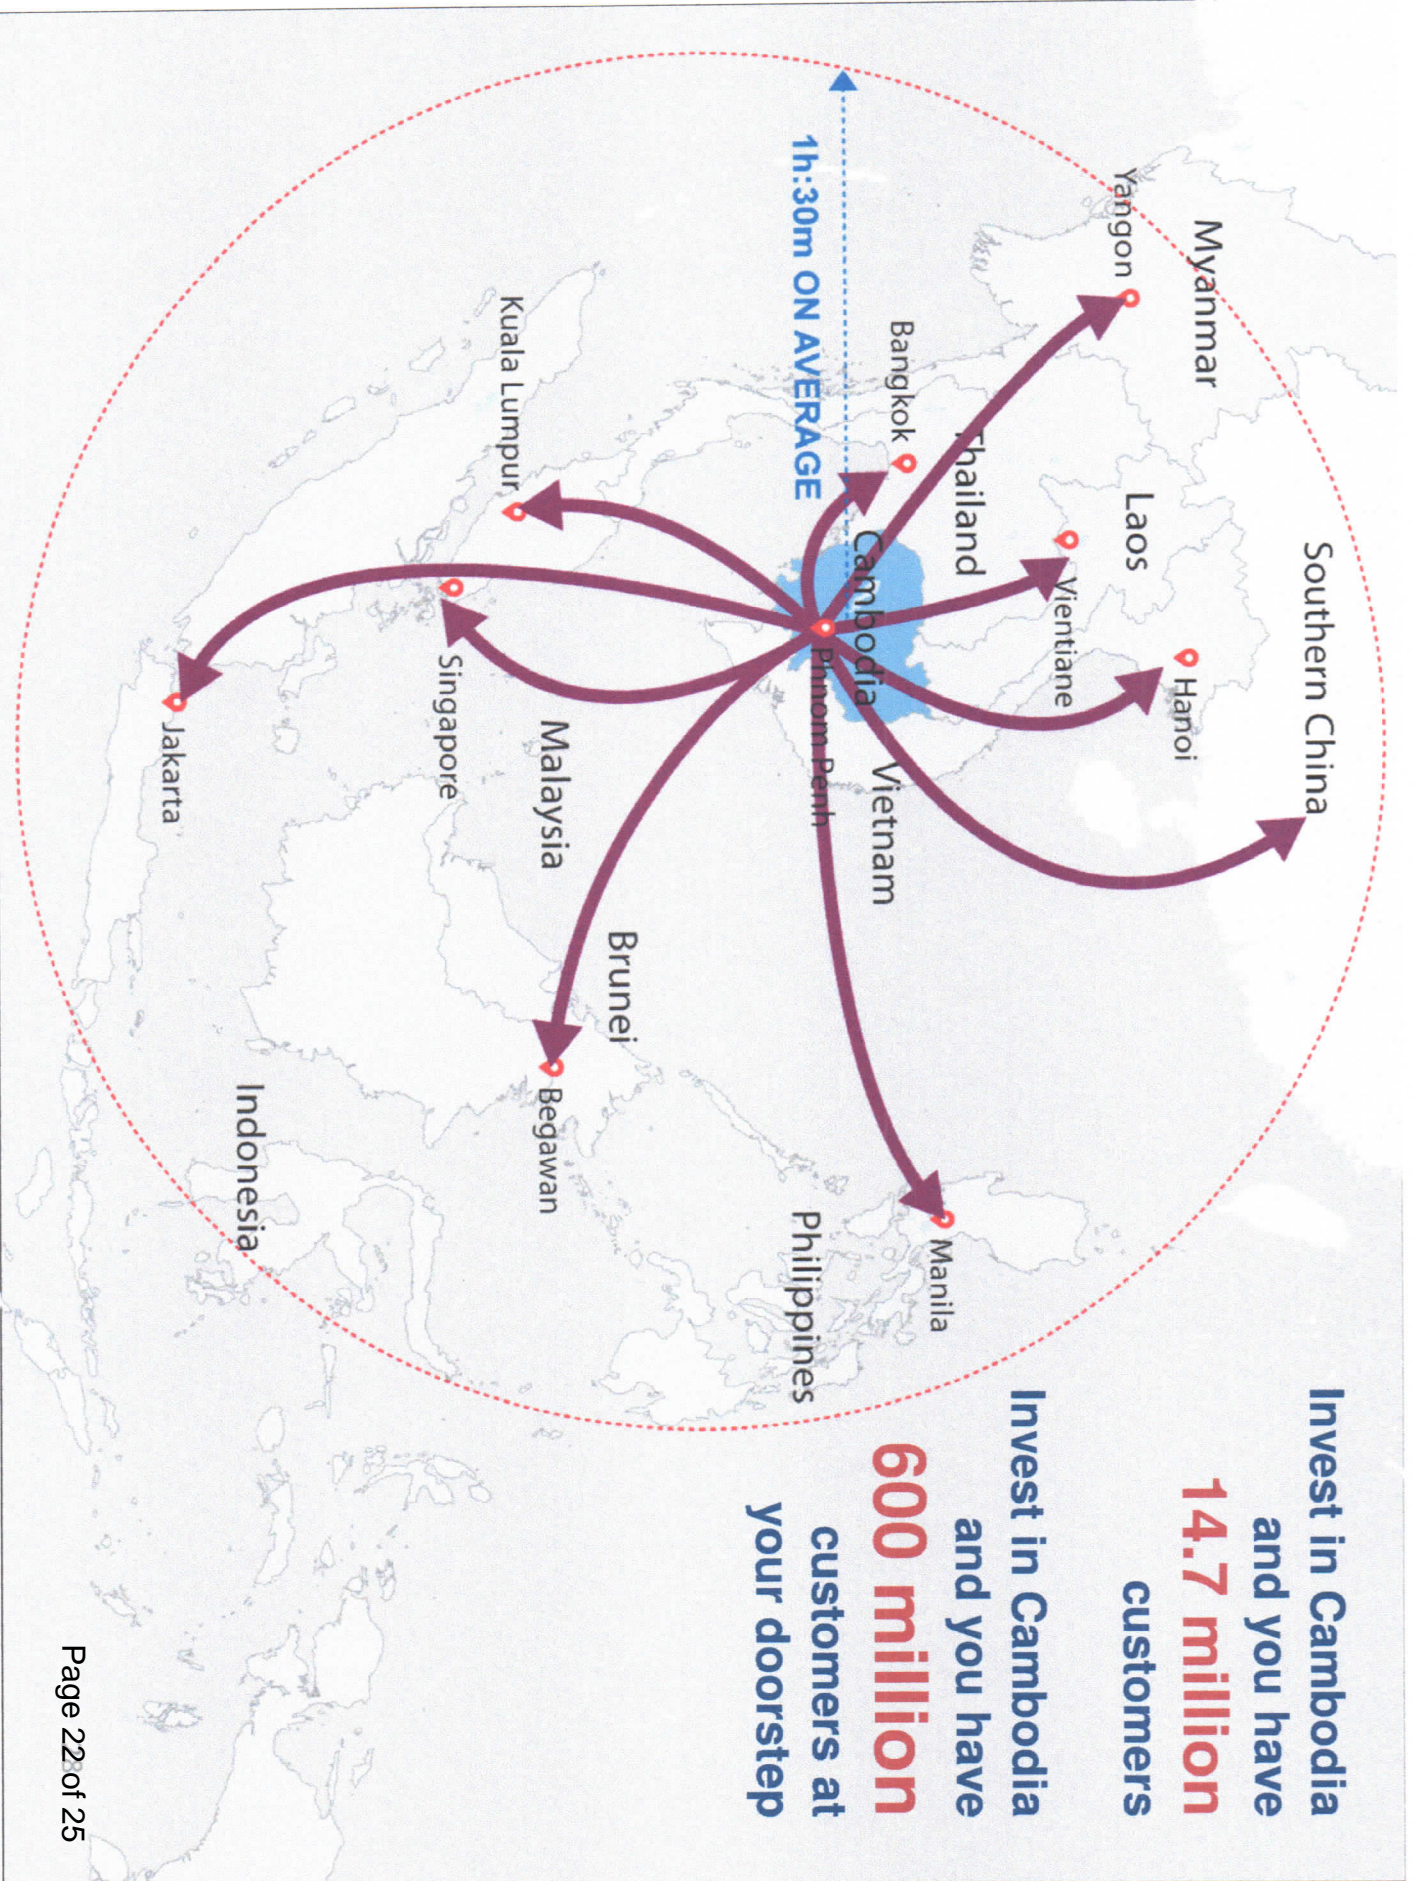 Southern China
Myanmar
Laos
Hanoi
Yangon
Vientiane
Thailand
Bangkok
Cambodia
Vietnam
Phnom Penh
1h:30m ON AVERAGE
Manila
Philippines
Brunei
Malaysia
Begawan
Kuala Lumpur
Singapore
Indonesia
Jakarta
Invest in Cambodia
and you have
14.7 million
customers
Invest in Cambodia
and you have
600 million
customers at
your doorstep
Page 22 of 25